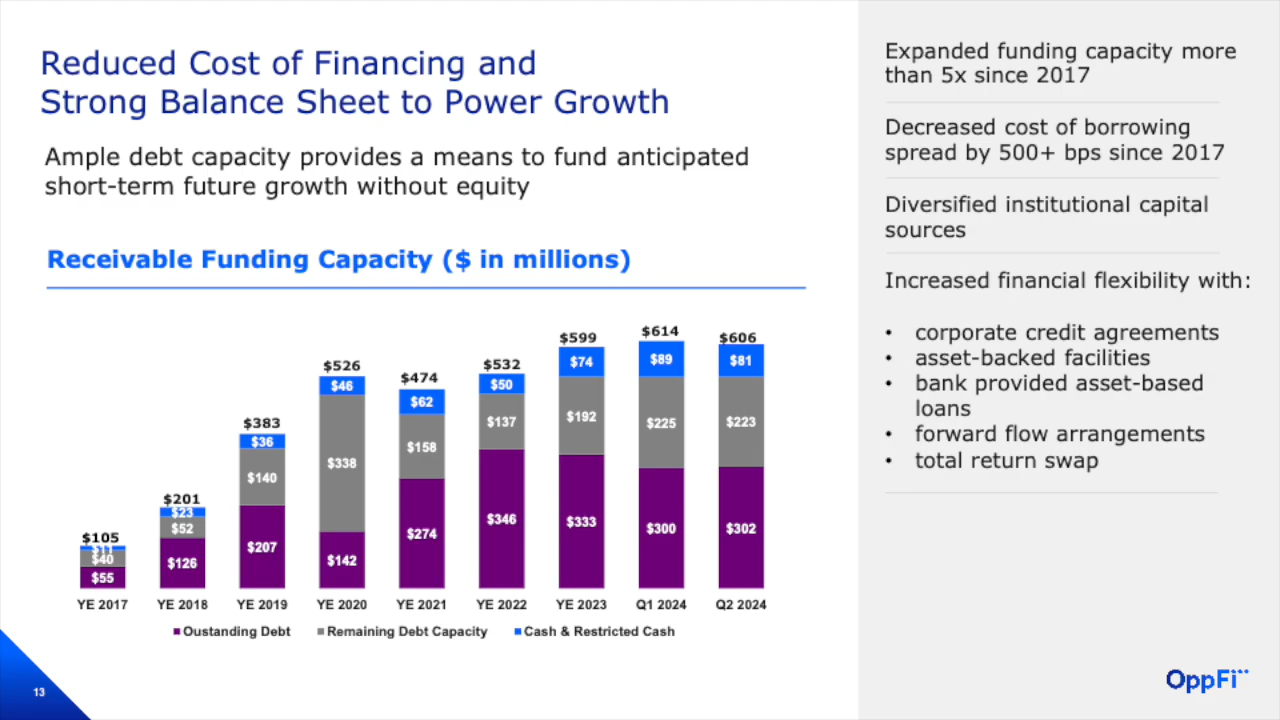 Reduced Cost of Financing and
Strong Balance Sheet to Power Growth
Ample debt capacity provides a means to fund anticipated
short-term future growth without equity
Receivable Funding Capacity ($ in millions)
$105
$11
$40
$55
YE 2017
$201
$23
$52
$126
YE 2018
$383
$36
$140
$207
YE 2019
$526
$46
$338
$142
YE 2020
$474
$62
$158
$274
YE 2021
$532
$50
$137
$346
YE 2022
$599
$74
$192
$333
YE 2023
$614
$89
$225
$300
Q1 2024
$606
$81
$223
$302
Q2 2024
Oustanding Debt
Remaining Debt Capacity
Cash & Restricted Cash
Expanded funding capacity more
than 5x since 2017
Decreased cost of borrowing
spread by 500+ bps since 2017
Diversified institutional capital
sources
Increased financial flexibility with:
• corporate credit agreements
• asset-backed facilities
• bank provided asset-based
loans
• forward flow arrangements
• total return swap
13
OppFi